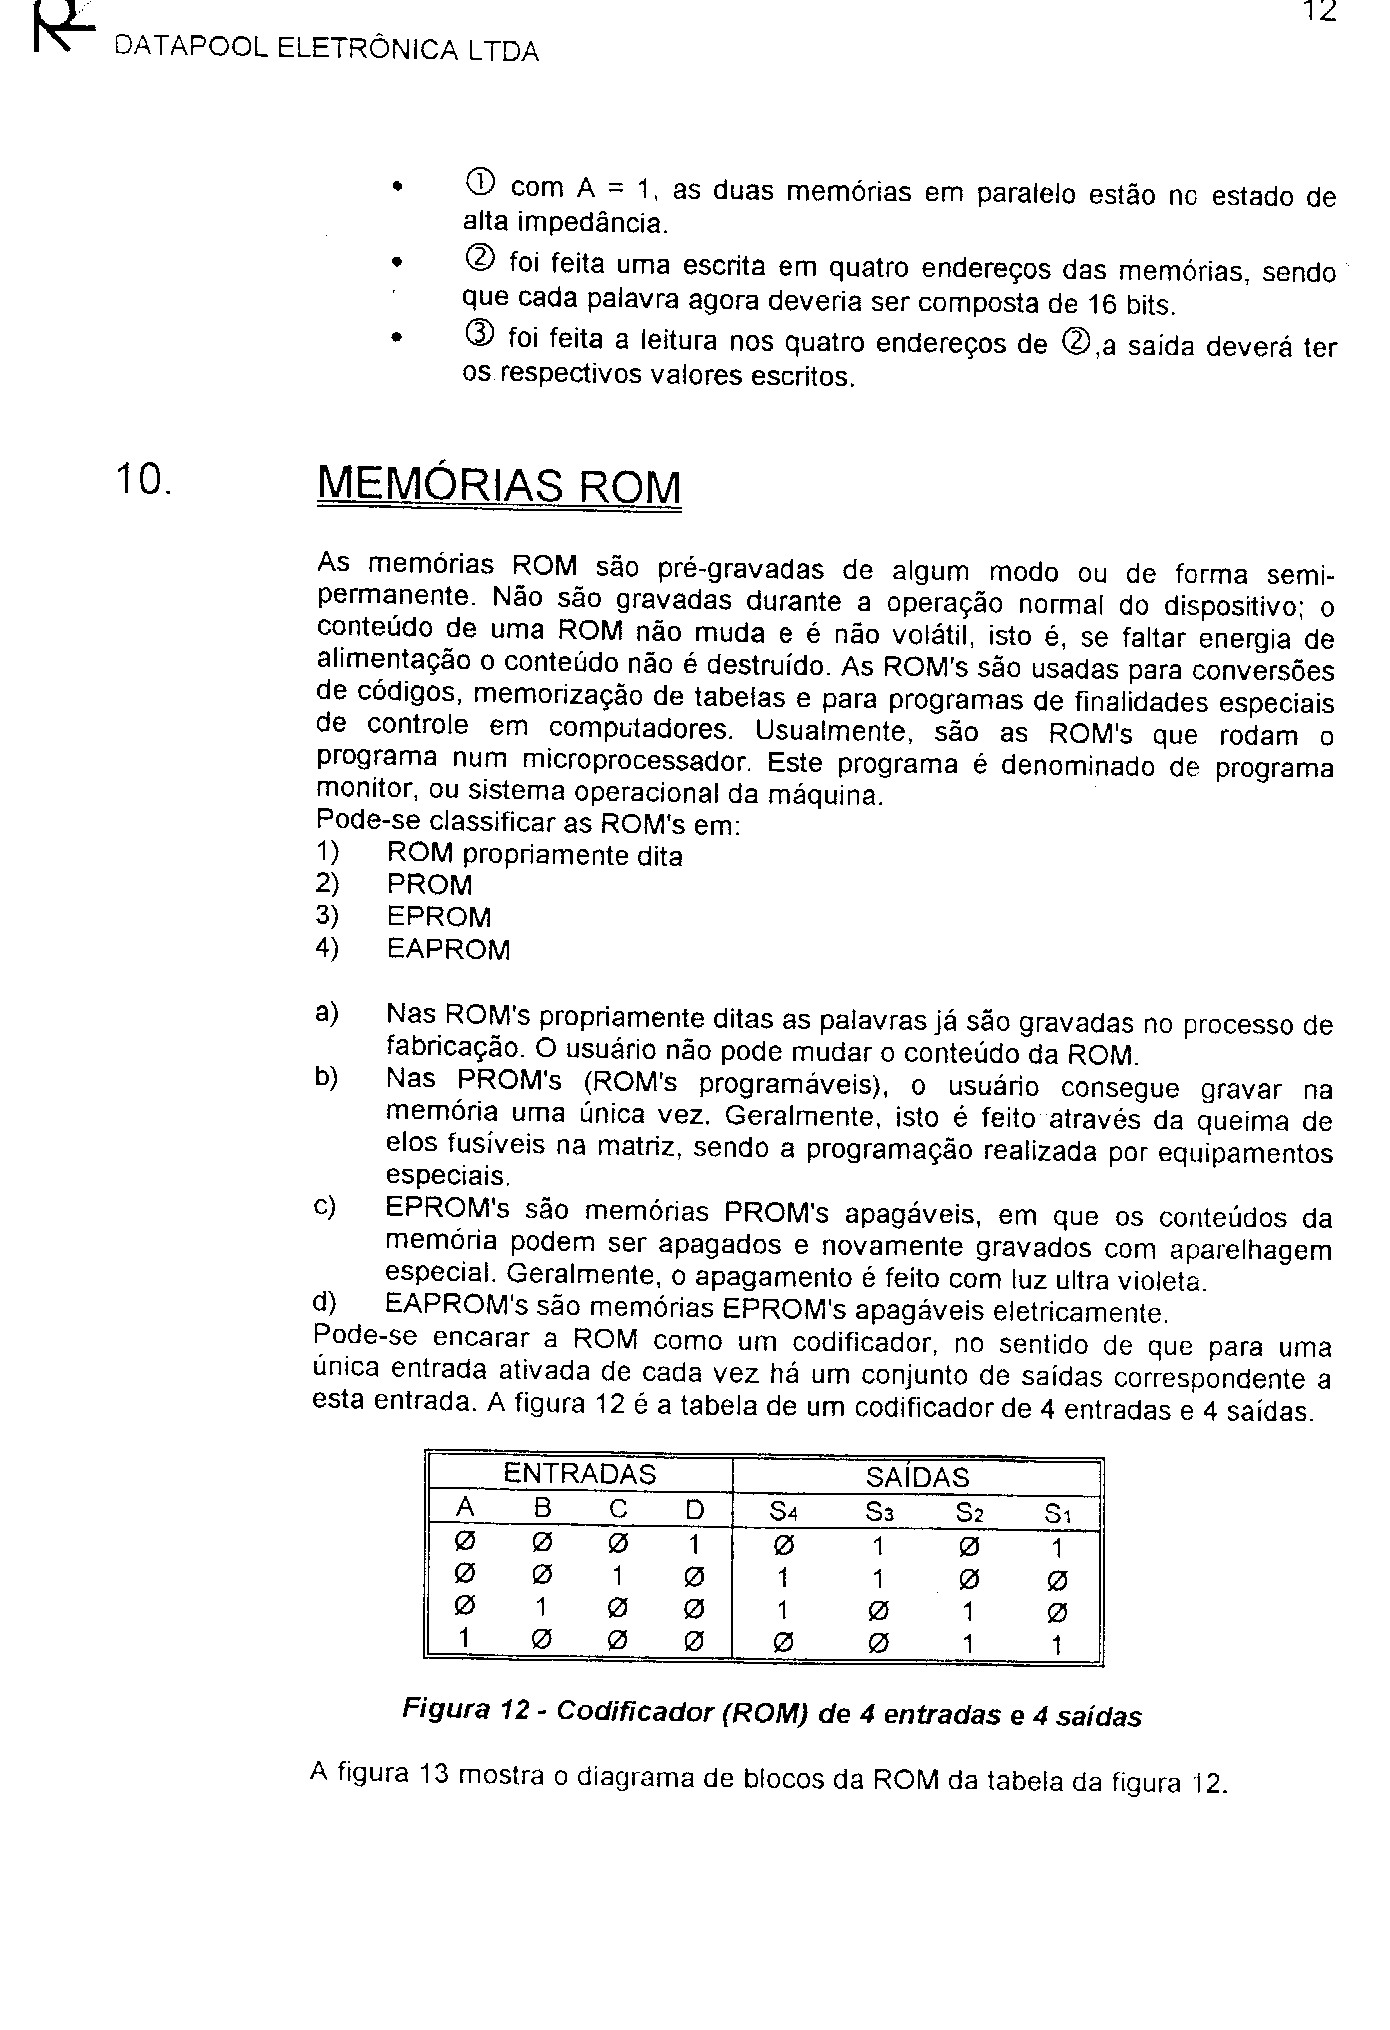 12
DATAPOOL ELETRÔNICA LTDA
• ① com A = 1, as duas memórias em paralelo estão no estado de
alta impedância.
• ② foi feita uma escrita em quatro endereços das memórias, sendo
que cada palavra agora deveria ser composta de 16 bits.
• ③ foi feita a leitura nos quatro endereços de ②,a saída deverá ter
os respectivos valores escritos.
10. MEMÓRIAS ROM
As memórias ROM são pré-gravadas de algum modo ou de forma semi-
permanente. Não são gravadas durante a operação normal do dispositivo; o
conteúdo de uma ROM não muda e é não volátil, isto é, se faltar energia de
alimentação o conteúdo não é destruído. As ROM's são usadas para conversões
de códigos, memorização de tabelas e para programas de finalidades especiais
de controle em computadores. Usualmente, são as ROM's que rodam o
programa num microprocessador. Este programa é denominado de programa
monitor, ou sistema operacional da máquina.
Pode-se classificar as ROM's em:
1) ROM propriamente dita
2) PROM
3) EPROM
4) EAPROM
a) Nas ROM's propriamente ditas as palavras já são gravadas no processo de
fabricação. O usuário não pode mudar o conteúdo da ROM.
b) Nas PROM's (ROM's programáveis), o usuário consegue gravar na
memória uma única vez. Geralmente, isto é feito através da queima de
elos fusíveis na matriz, sendo a programação realizada por equipamentos
especiais.
c) EPROM's são memórias PROM's apagáveis, em que os conteúdos da
memória podem ser apagados e novamente gravados com aparelhagem
especial. Geralmente, o apagamento é feito com luz ultra violeta.
d) EAPROM's são memórias EPROM's apagáveis eletricamente.
Pode-se encarar a ROM como um codificador, no sentido de que para uma
única entrada ativada de cada vez há um conjunto de saídas correspondente a
esta entrada. A figura 12 é a tabela de um codificador de 4 entradas e 4 saídas.
ENTRADAS SAÍDAS
A B C D S4 S3 S2 S1
Ø Ø Ø 1 Ø 1 Ø 1
Ø Ø 1 Ø 1 1 Ø Ø
Ø 1 Ø Ø 1 Ø 1 Ø
1 Ø Ø Ø Ø Ø 1 1
Figura 12 - Codificador (ROM) de 4 entradas e 4 saídas
A figura 13 mostra o diagrama de blocos da ROM da tabela da figura 12.